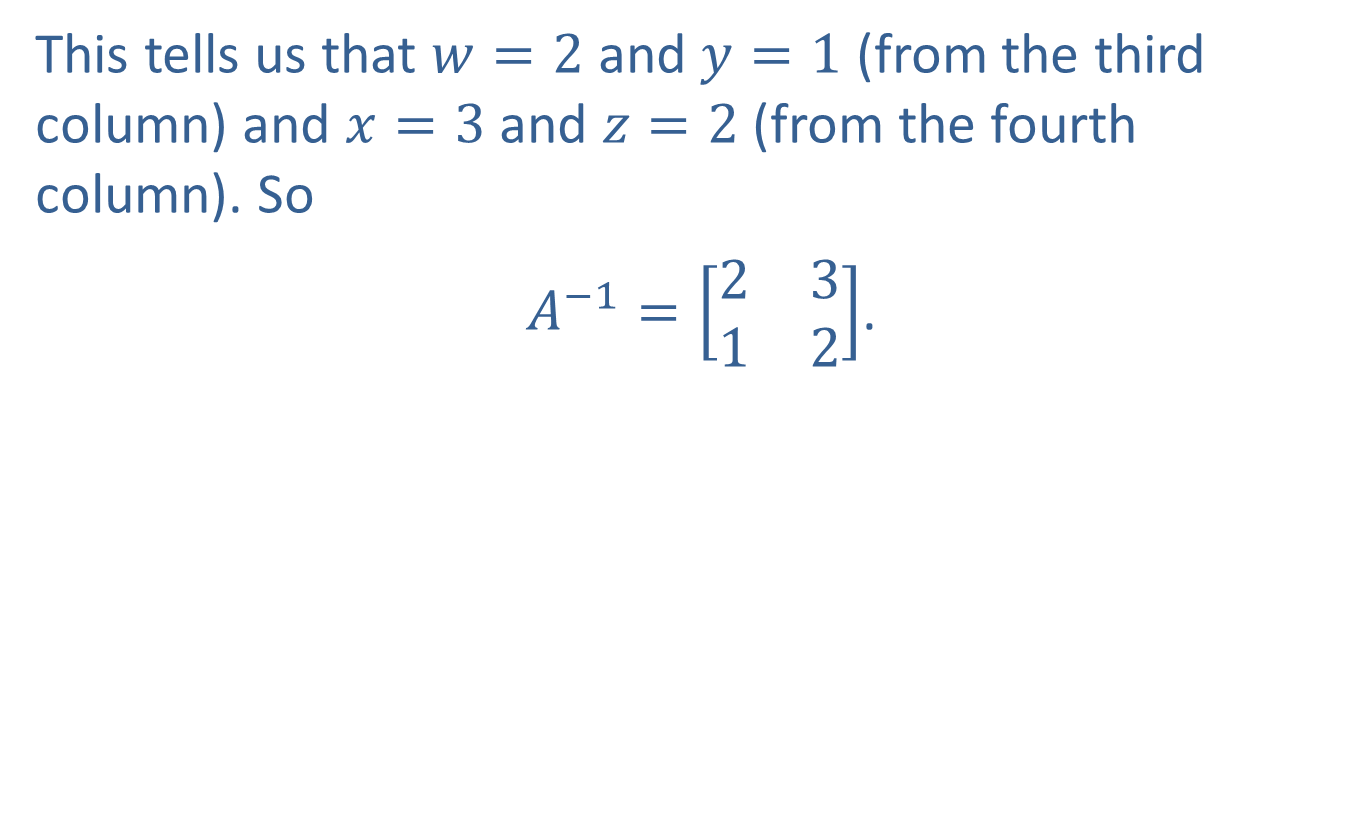 This tells us that w = 2 and y = 1 (from the third
column) and x = 3 and z = 2 (from the fourth
column). So
A⁻¹ = [2 3
1 2].